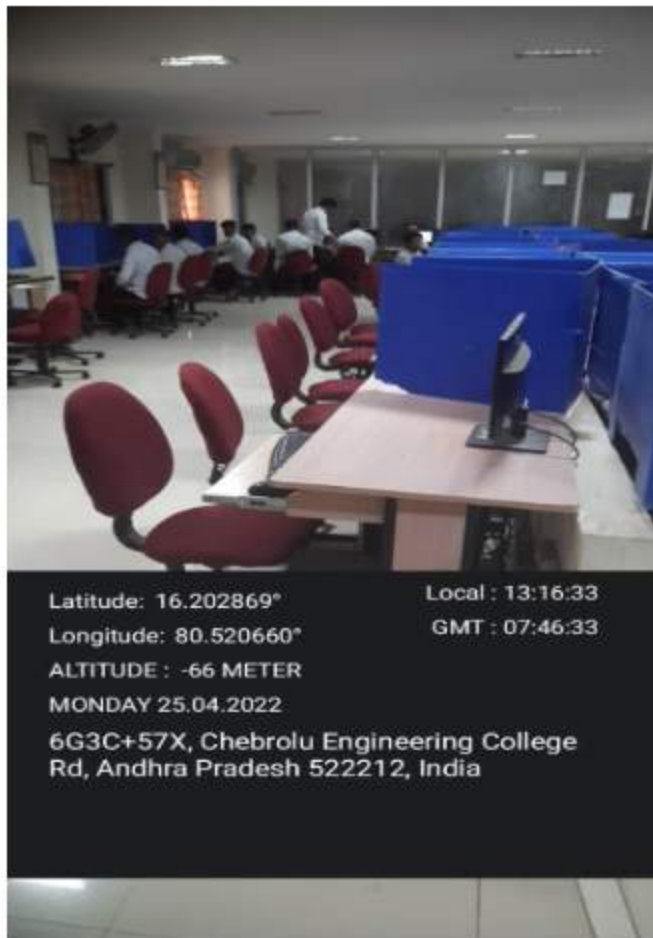 Latitude: 16.202869°
Local : 13:16:33
Longitude: 80.520660°
GMT : 07:46:33
ALTITUDE : -66 METER
MONDAY 25.04.2022
6G3C+57X, Chebrolu Engineering College
Rd, Andhra Pradesh 522212, India